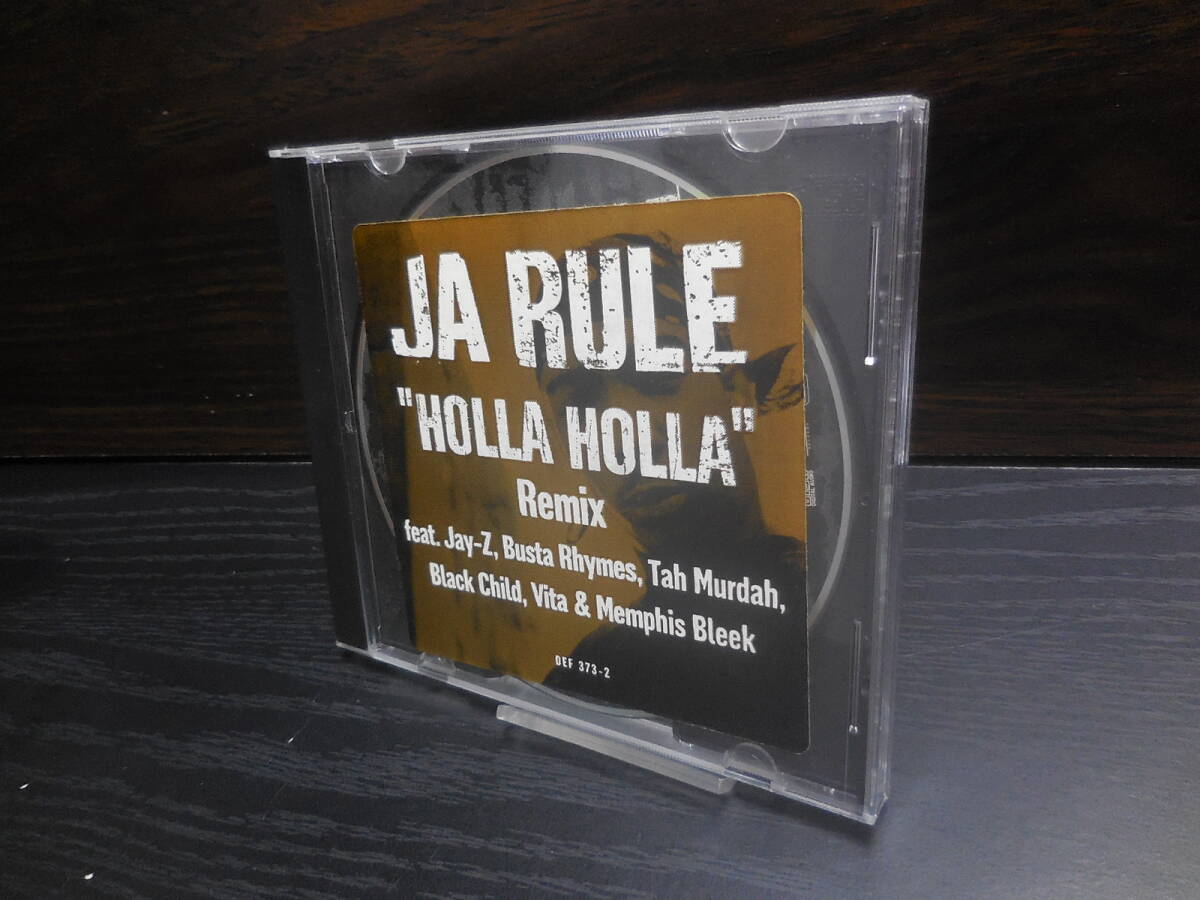 JA RULE
"HOLLA HOLLA"
Remix
feat. Jay-Z, Busta Rhymes, Tah Murdah,
Black Child, Vita & Memphis Bleek
DEF 373-2